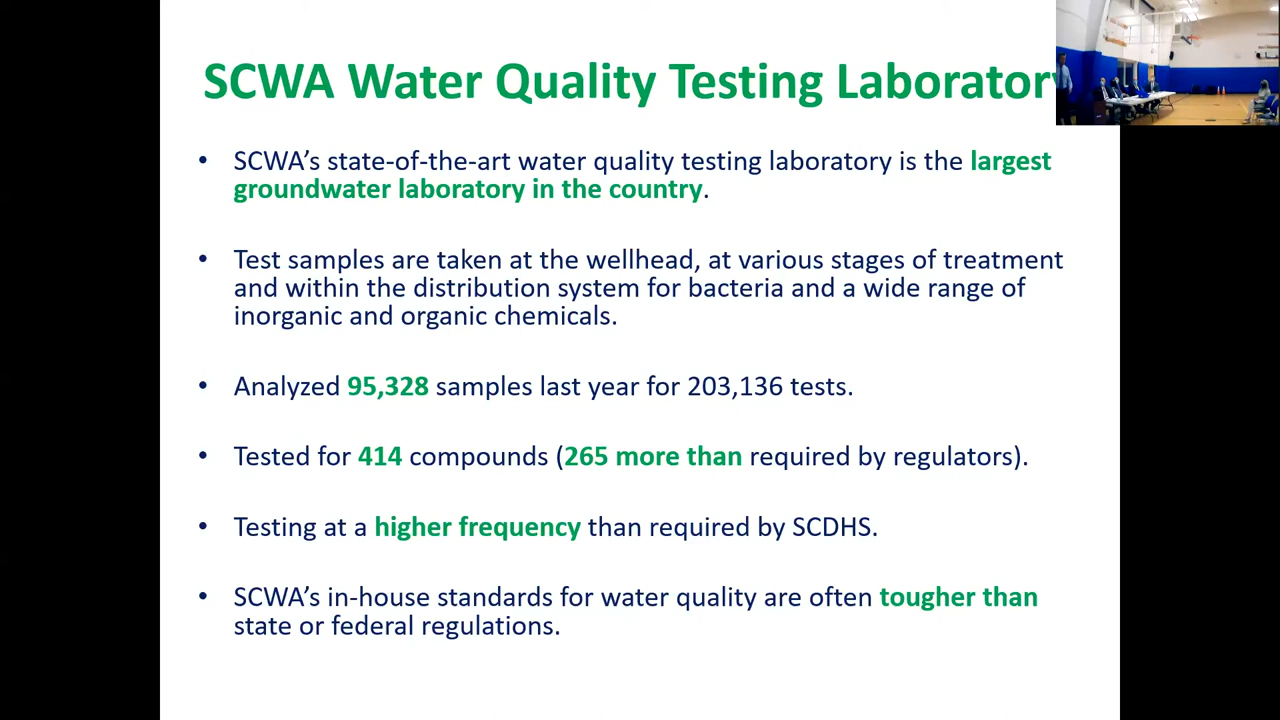 SCWA Water Quality Testing Laboratory
• SCWA's state-of-the-art water quality testing laboratory is the largest
groundwater laboratory in the country.
• Test samples are taken at the wellhead, at various stages of treatment
and within the distribution system for bacteria and a wide range of
inorganic and organic chemicals.
• Analyzed 95,328 samples last year for 203,136 tests.
• Tested for 414 compounds (265 more than required by regulators).
• Testing at a higher frequency than required by SCDHS.
• SCWA's in-house standards for water quality are often tougher than
state or federal regulations.